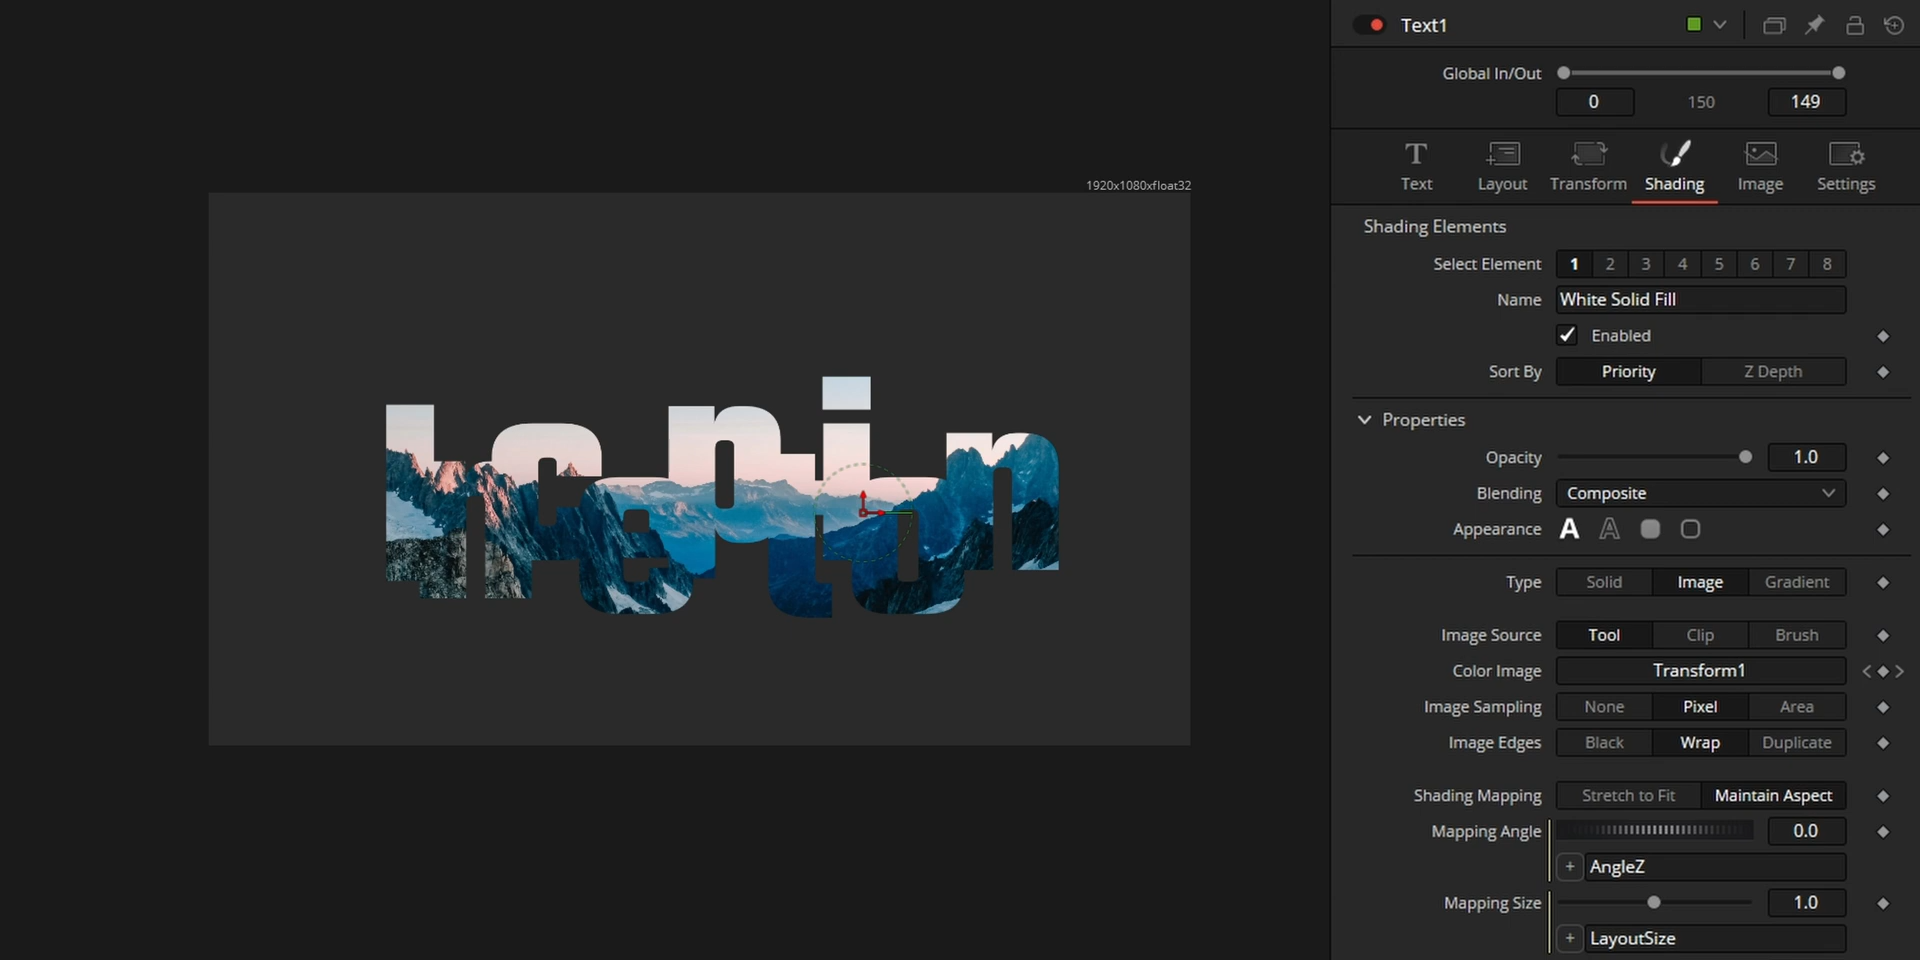 Text1
Global In/Out
0 150 149
1920x1080xfloat32
Text Layout Transform Shading Image Settings
Shading Elements
Select Element 1 2 3 4 5 6 7 8
Name White Solid Fill
Enabled
Sort By Priority Z Depth
Properties
Opacity 1.0
Blending Composite
Appearance A A
Type Solid Image Gradient
Image Source Tool Clip Brush
Color Image Transform1
Image Sampling None Pixel Area
Image Edges Black Wrap Duplicate
Shading Mapping Stretch to Fit Maintain Aspect
Mapping Angle 0.0
+ AngleZ
Mapping Size 1.0
+ LayoutSize